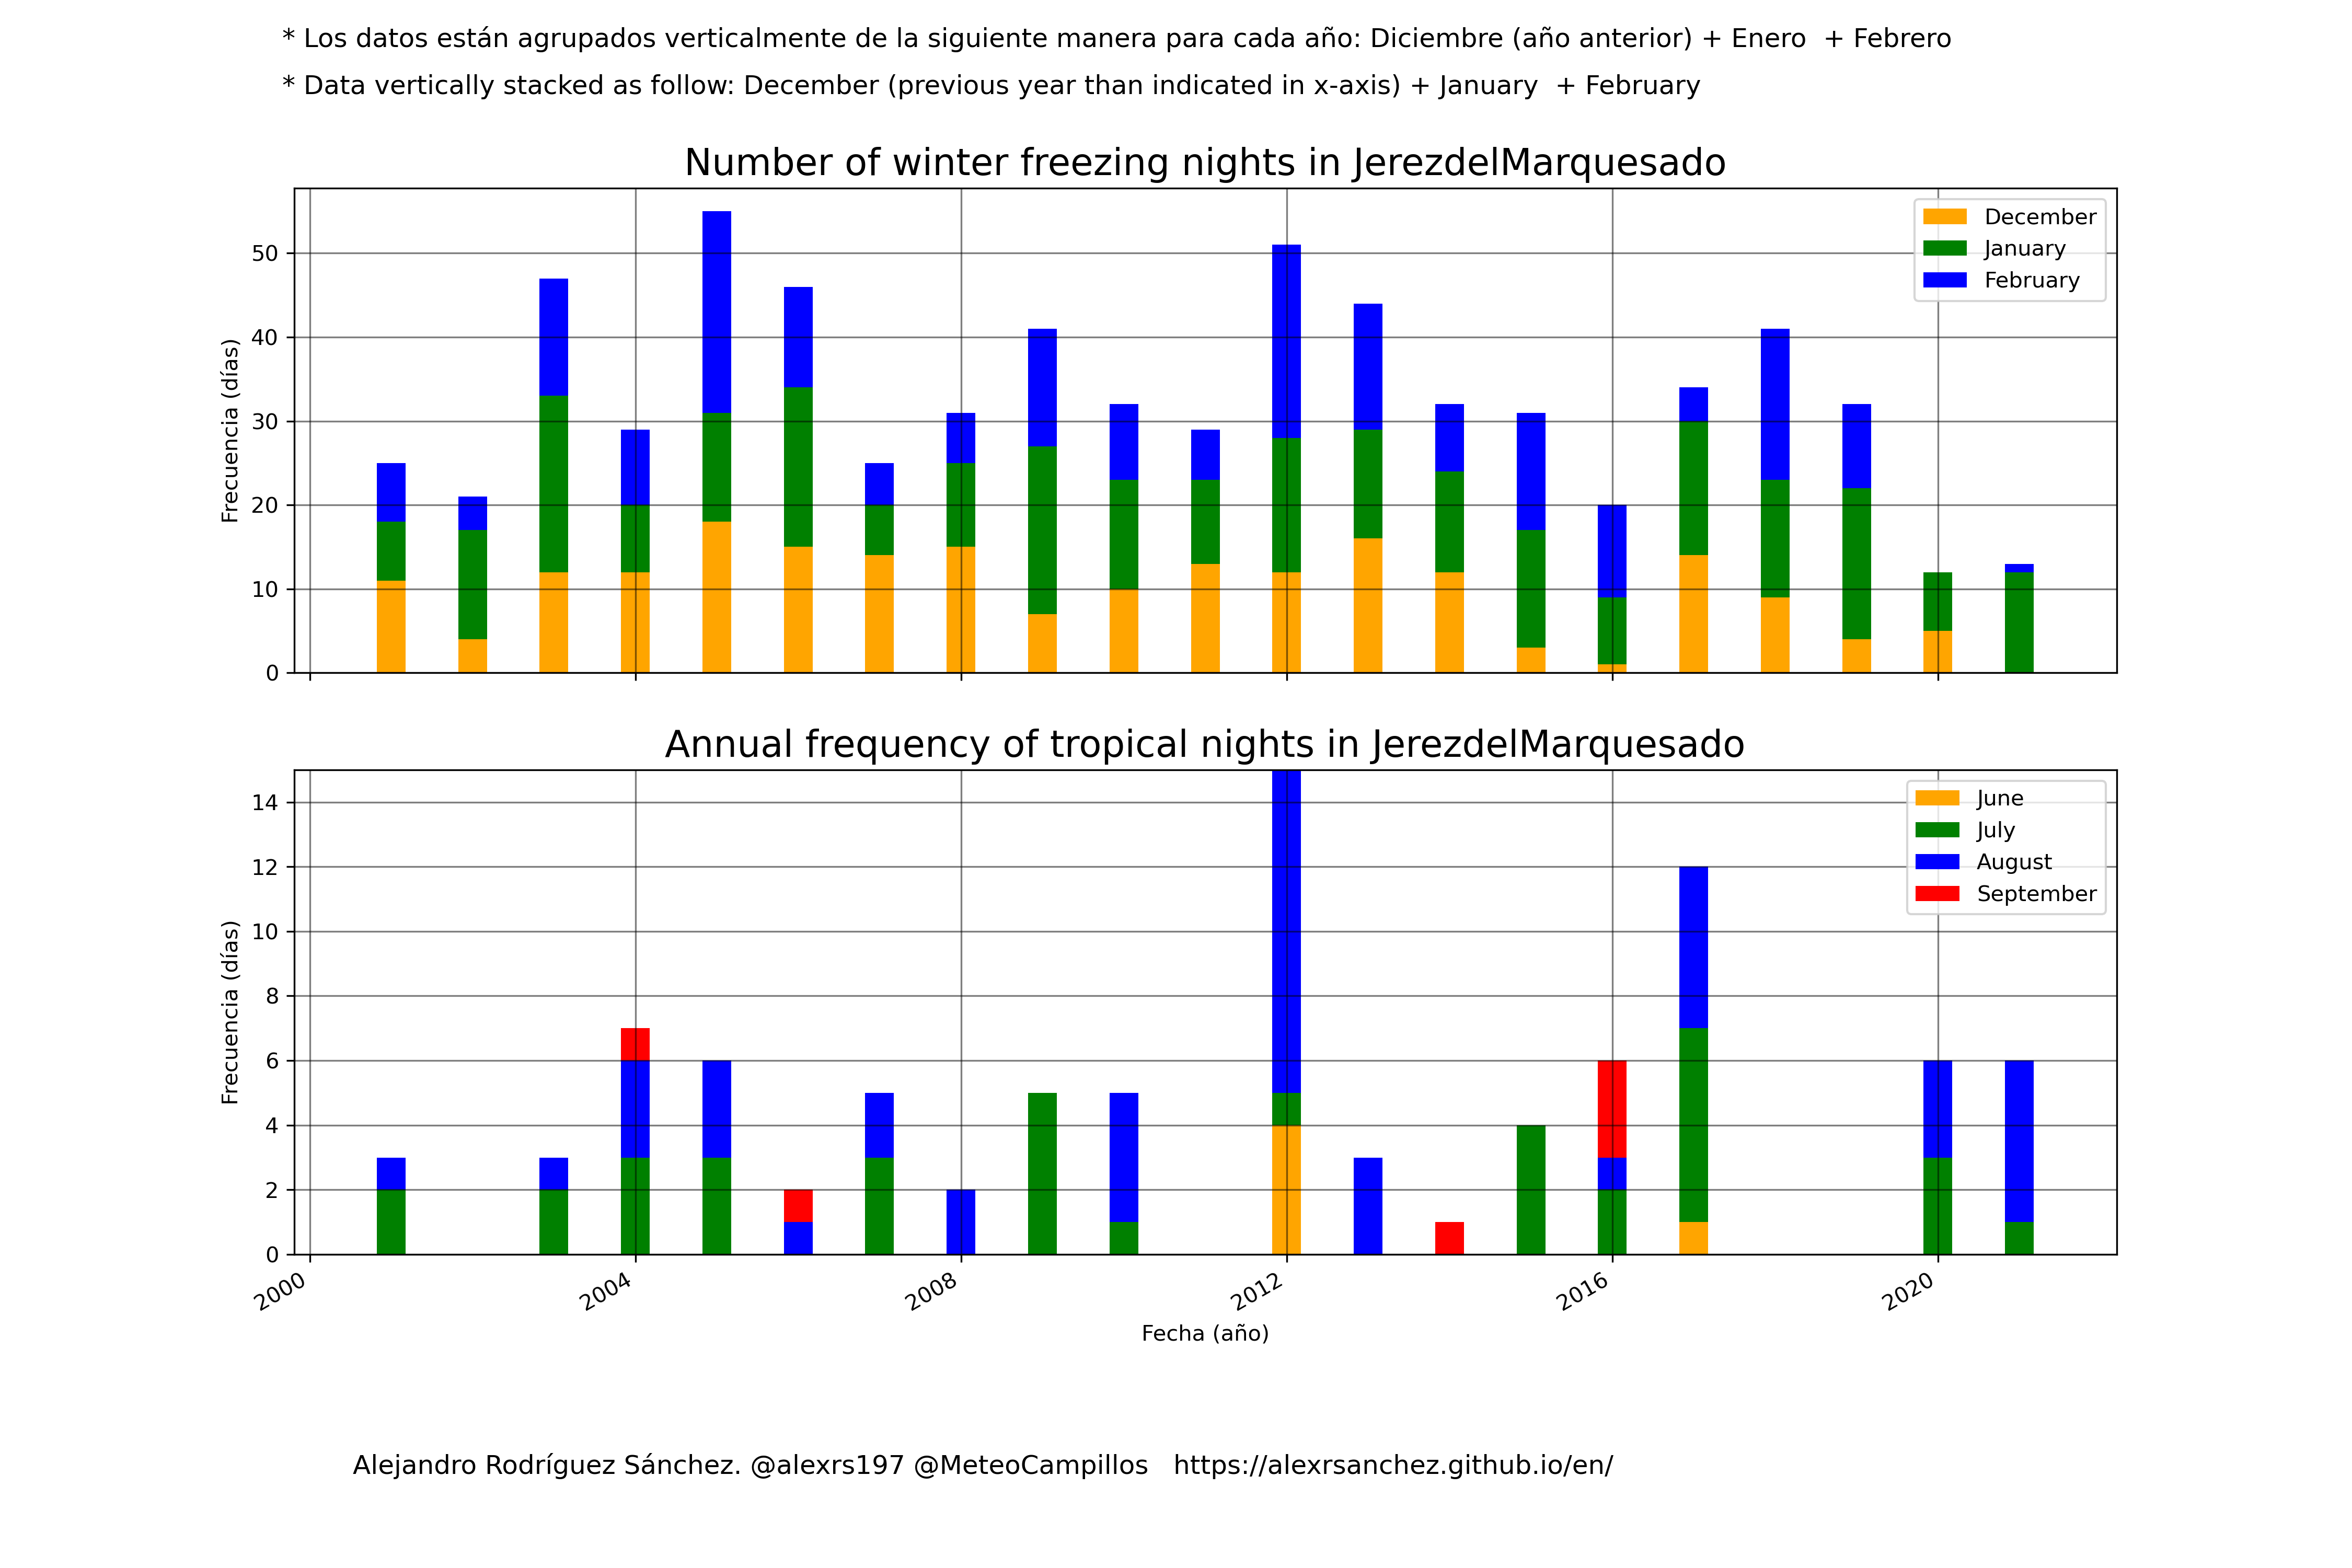 * Los datos están agrupados verticalmente de la siguiente manera para cada año: Diciembre (año anterior) + Enero  + Febrero
* Data vertically stacked as follow: December (previous year than indicated in x-axis) + January  + February
Number of winter freezing nights in JerezdelMarquesado
Frecuencia (días)
50
40
30
20
10
0
December
January
February
Annual frequency of tropical nights in JerezdelMarquesado
Frecuencia (días)
14
12
10
8
6
4
2
0
June
July
August
September
2000
2004
2008
2012
2016
2020
Fecha (año)
Alejandro Rodríguez Sánchez. @alexrs197 @MeteoCampillos   https://alexrsanchez.github.io/en/